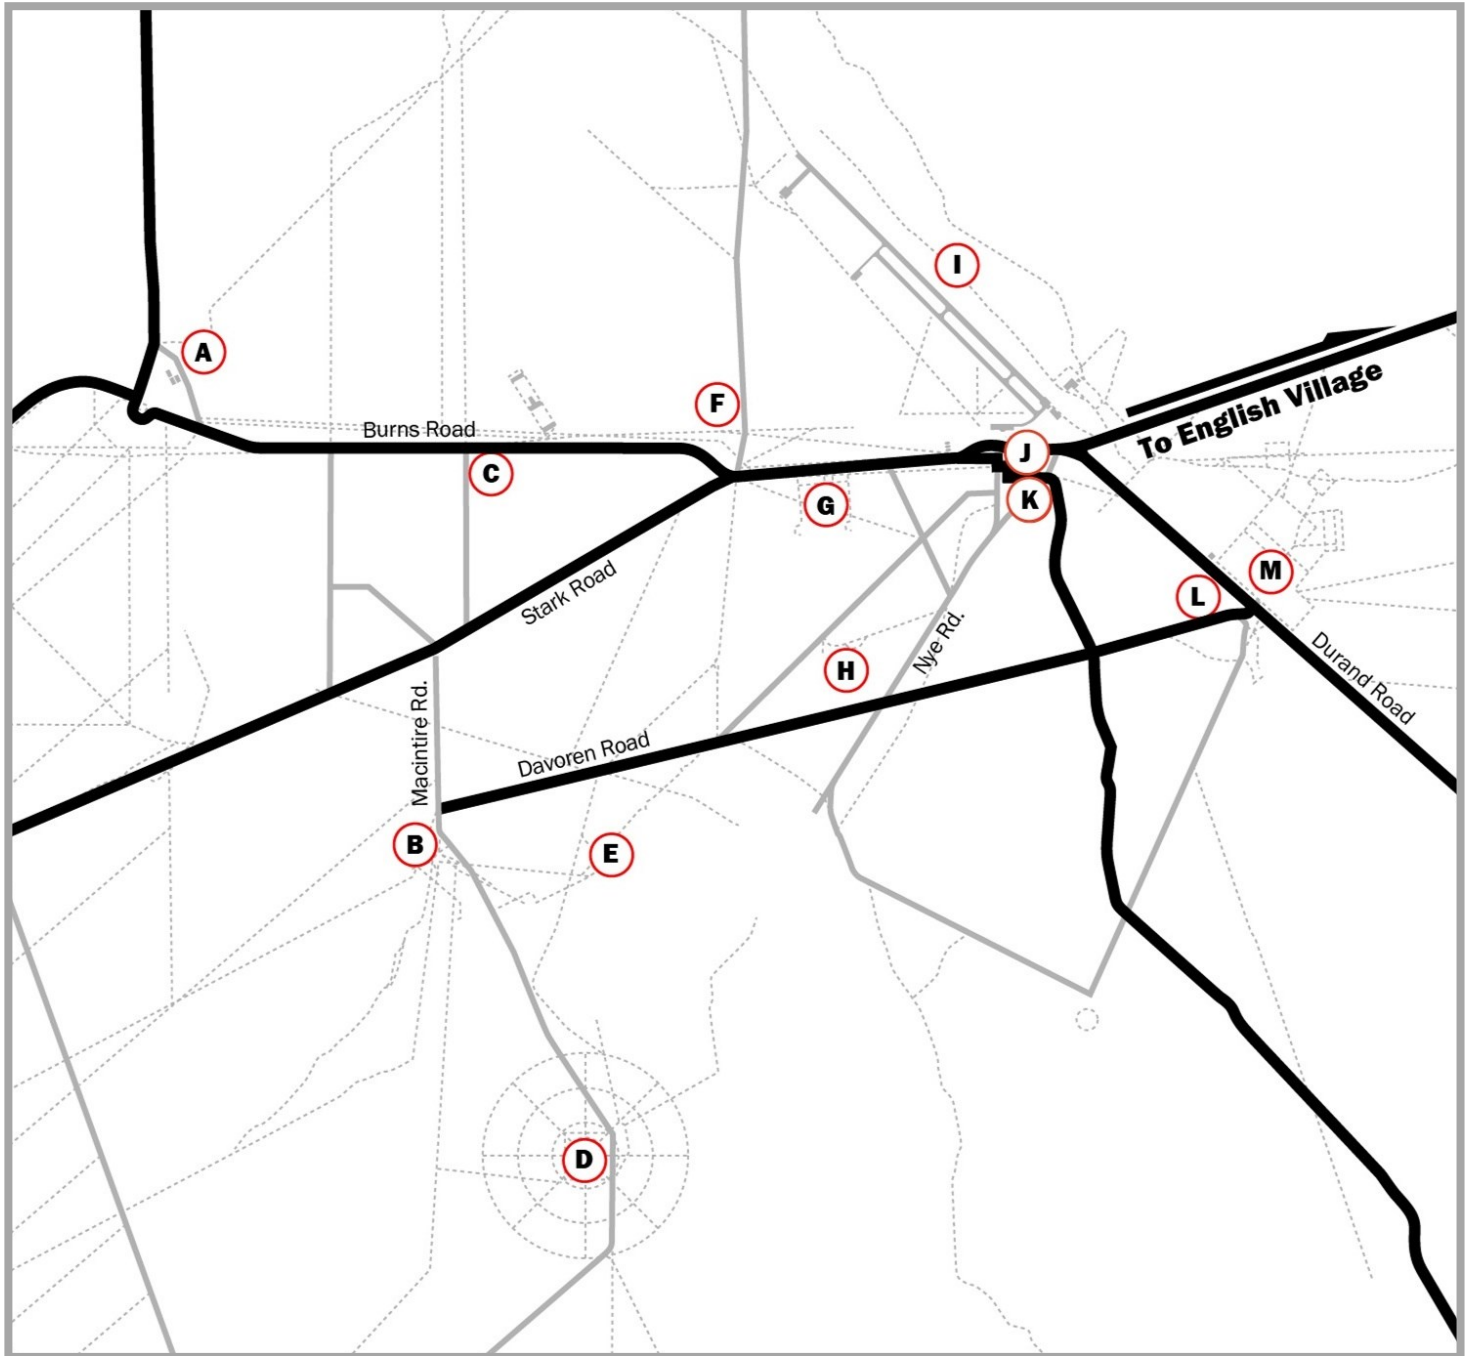 I
A
To English Village
F
Burns Road
J
C
K
G
M
L
Stark Road
Nye Rd.
H
Durand Road
Macintire Rd.
Davoren Road
B
E
D